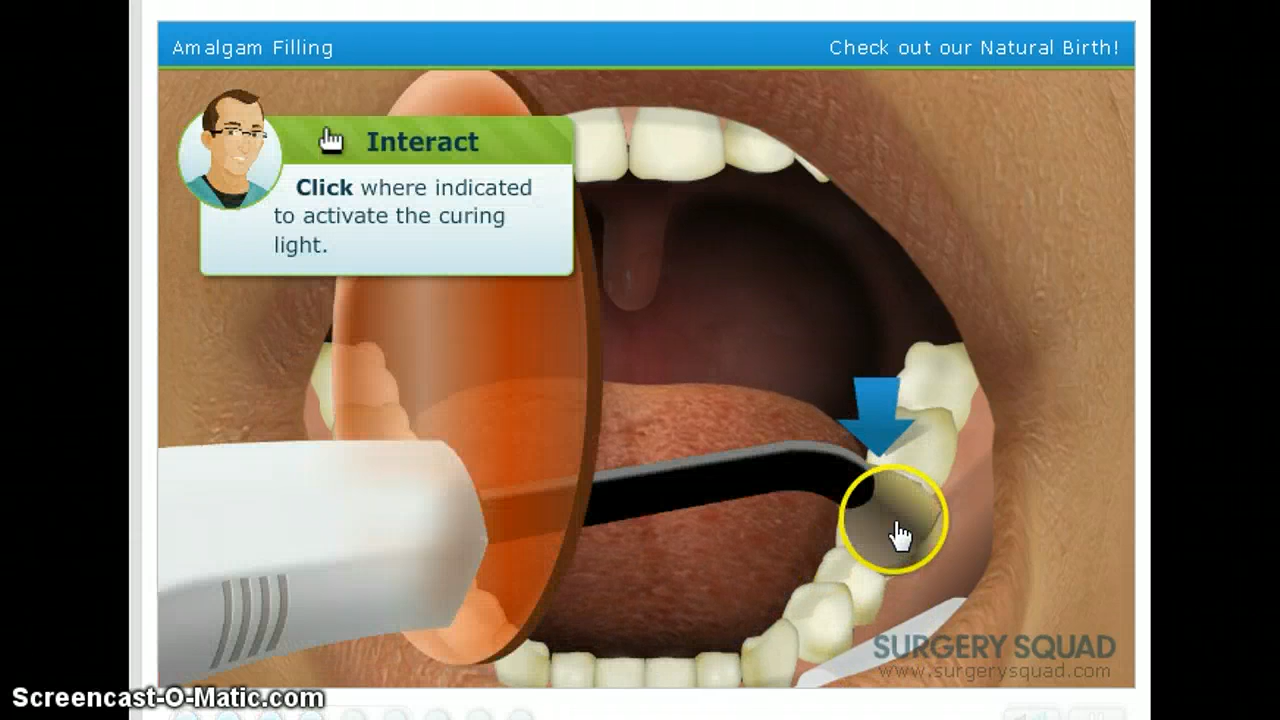 Amalgam Filling
Check out our Natural Birth!
Interact
Click where indicated
to activate the curing
light.
SURGERY SQUAD
www.surgerysquad.com
Screencast-O-Matic.com